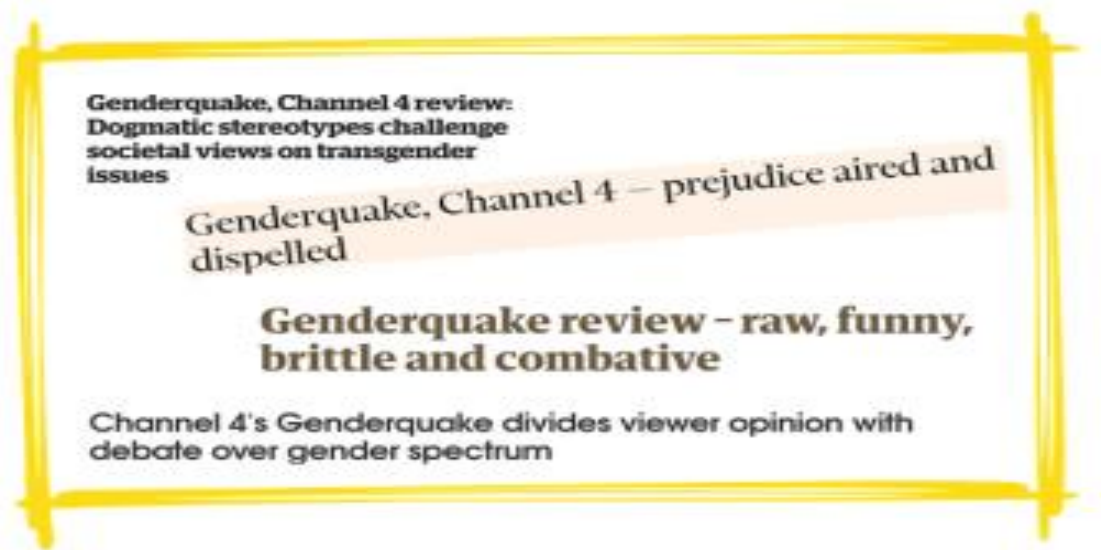 Genderquake, Channel 4 review:
Dogmatic stereotypes challenge
societal views on transgender
issues
Genderquake, Channel 4 – prejudice aired and
dispelled
Genderquake review – raw, funny,
brittle and combative
Channel 4's Genderquake divides viewer opinion with
debate over gender spectrum